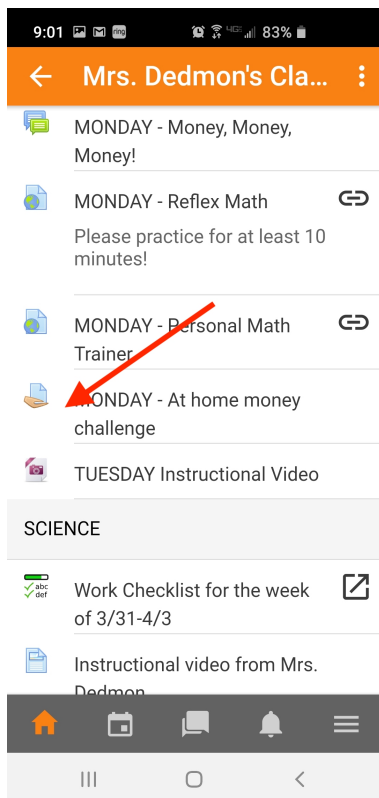 9:01 ring 4GE 83%
Mrs. Dedmon's Cla...
MONDAY - Money, Money,
Money!
MONDAY - Reflex Math
Please practice for at least 10
minutes!
MONDAY - Personal Math
Trainer
MONDAY - At home money
challenge
TUESDAY Instructional Video
SCIENCE
abc
def
Work Checklist for the week
of 3/31-4/3
Instructional video from Mrs.
Dedmon